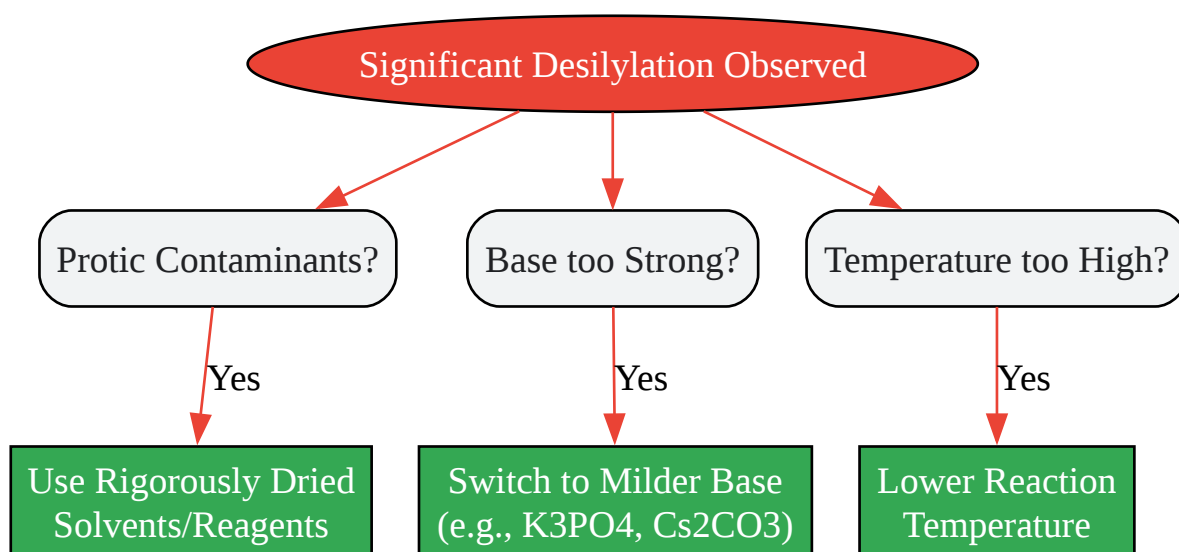 Significant Desilylation Observed
Protic Contaminants?
Base too Strong?
Temperature too High?
Yes
Yes
Yes
Use Rigorously Dried
Solvents/Reagents
Switch to Milder Base
(e.g., K3PO4, Cs2CO3)
Lower Reaction
Temperature